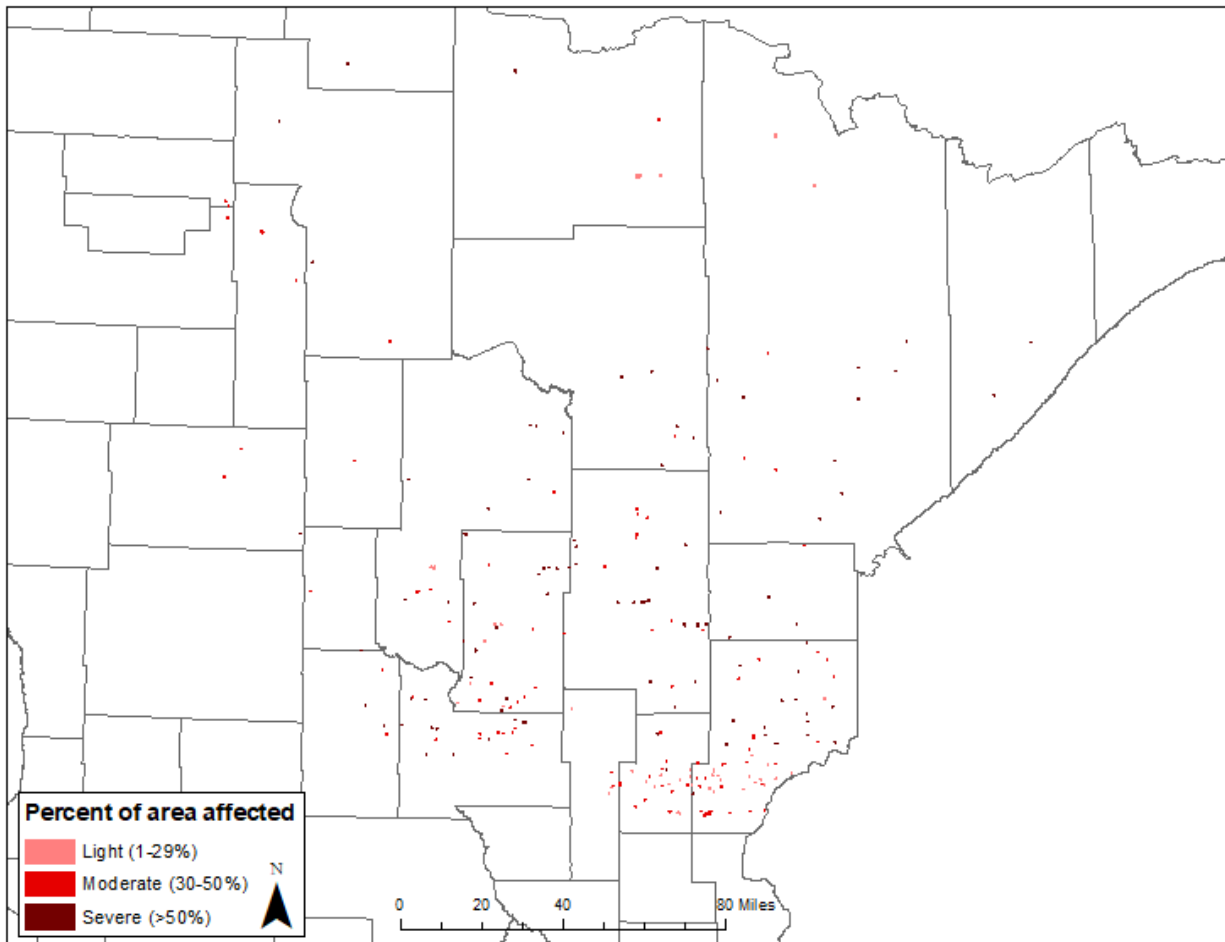 Percent of area affected
Light (1-29%)
Moderate (30-50%)
Severe (>50%)
N
0 20 40 80 Miles